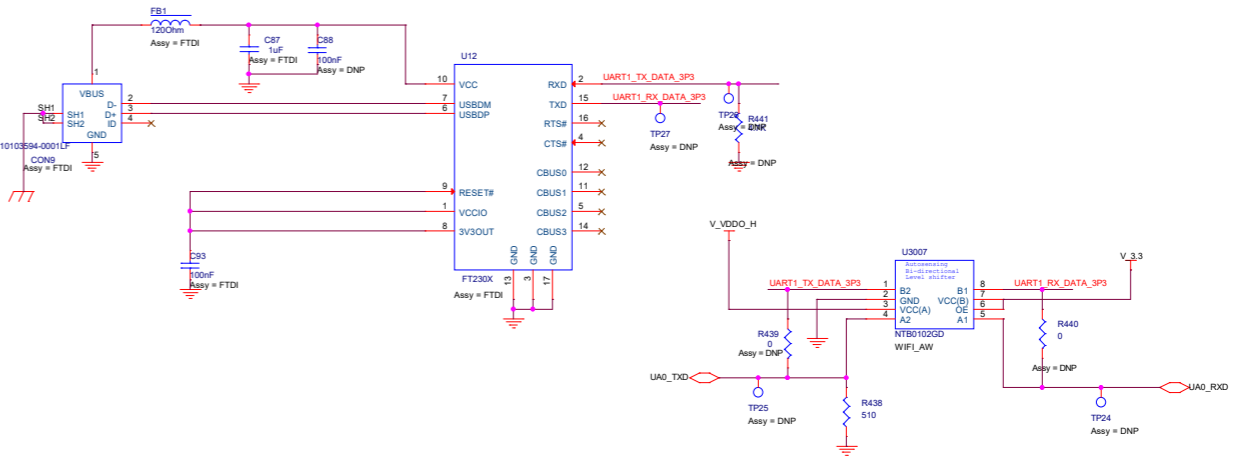 FB1
120Ohm
Assy = FTDI
C87
1uF
Assy = FTDI
C88
100nF
Assy = DNP
1
VBUS
D-
D+
ID
SH1
SH2
GND
2
3
4
5
SH1
SH2
10103594-0001LF
CON9
Assy = FTDI
C93
100nF
Assy = FTDI
U12
10
VCC
7
USBDM
6
USBDP
9
RESET#
1
VCCIO
8
3V3OUT
RXD
2
TXD
15
RTS#
16
CTS#
4
CBUS0
12
CBUS1
11
CBUS2
5
CBUS3
14
GND
GND
GND
13
3
17
FT230X
Assy = FTDI
UART1_TX_DATA_3P3
UART1_RX_DATA_3P3
TP27
Assy = DNP
Assy = DNP
R441
Assy = DNP
V_VDDO_H
U3007
Autosensing
Bi-directional
Level shifter
V_3.3
UART1_TX_DATA_3P3
1
B2
2
GND
3
VCC(A)
4
A2
B1
8
VCC(B)
7
OE
6
A1
5
UART1_RX_DATA_3P3
NTB0102GD
WIFI_AW
R439
0
Assy = DNP
R440
0
Assy = DNP
UA0_TXD
TP25
Assy = DNP
R438
510
UA0_RXD
TP24
Assy = DNP